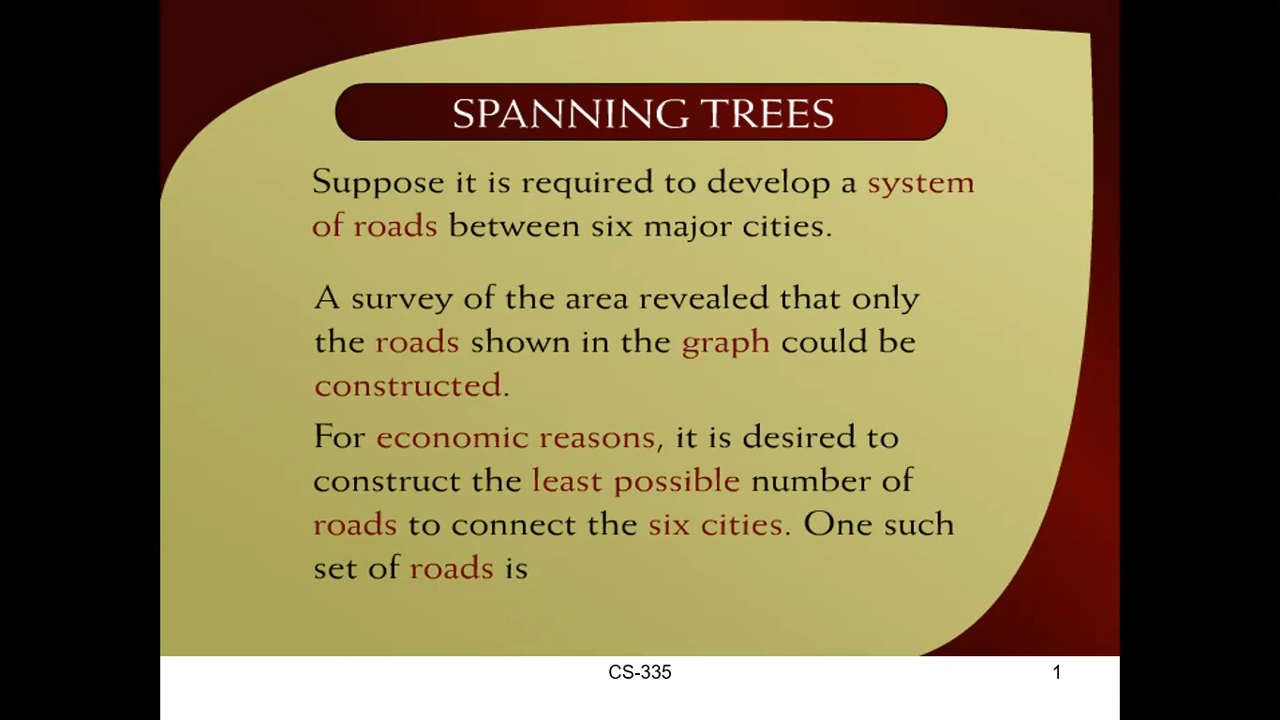 SPANNING TREES
Suppose it is required to develop a system
of roads between six major cities.
A survey of the area revealed that only
the roads shown in the graph could be
constructed.
For economic reasons, it is desired to
construct the least possible number of
roads to connect the six cities. One such
set of roads is
CS-335
1